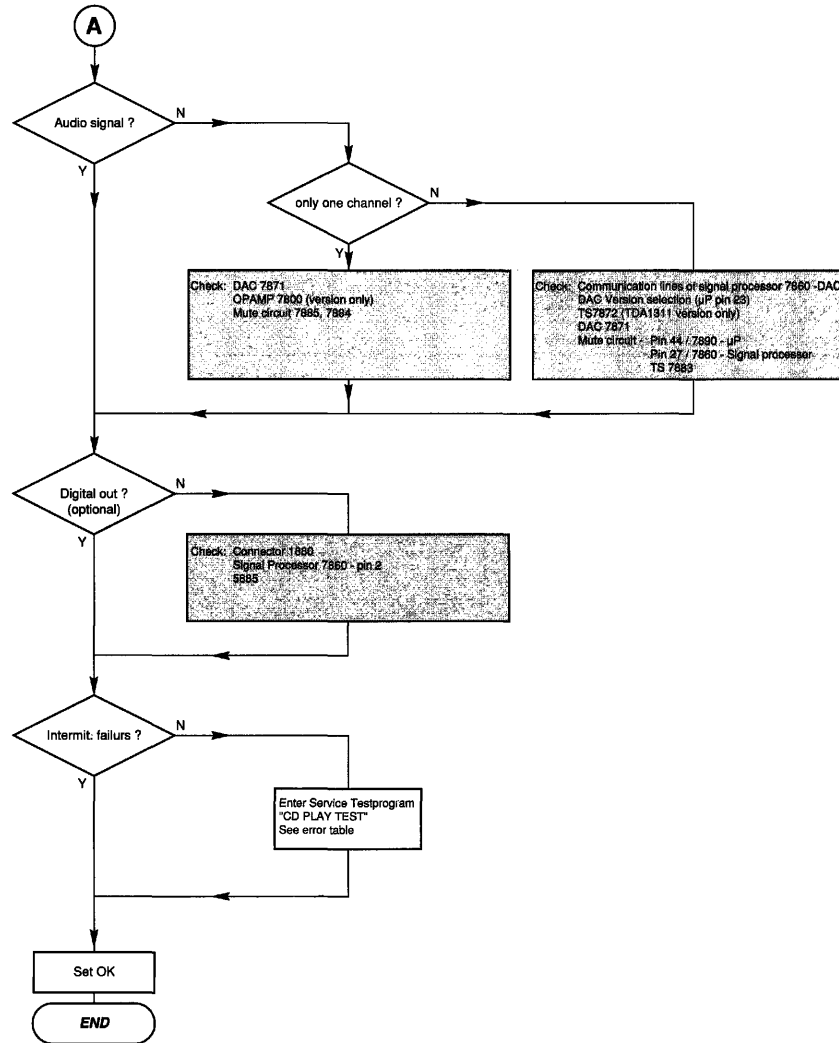 A
Audio signal ?
N
Y
only one channel ?
N
Y
Check: DAC 7871
OPAMP 7800 (version only)
Mute circuit 7885, 7884
Check: Communication lines of signal processor 7860 -DAC
DAC Version selection (µP pin 23)
TS7872 (TDA1311 version only)
DAC 7871
Mute circuit - Pin 44 / 7890 - µP
Pin 27 / 7860 - Signal processor
TS 7883
Digital out ?
(optional)
N
Y
Check: Connector 1880
Signal Processor 7860 - pin 2
5885
Intermit. failurs ?
N
Y
Enter Service Testprogram
"CD PLAY TEST"
See error table
Set OK
END